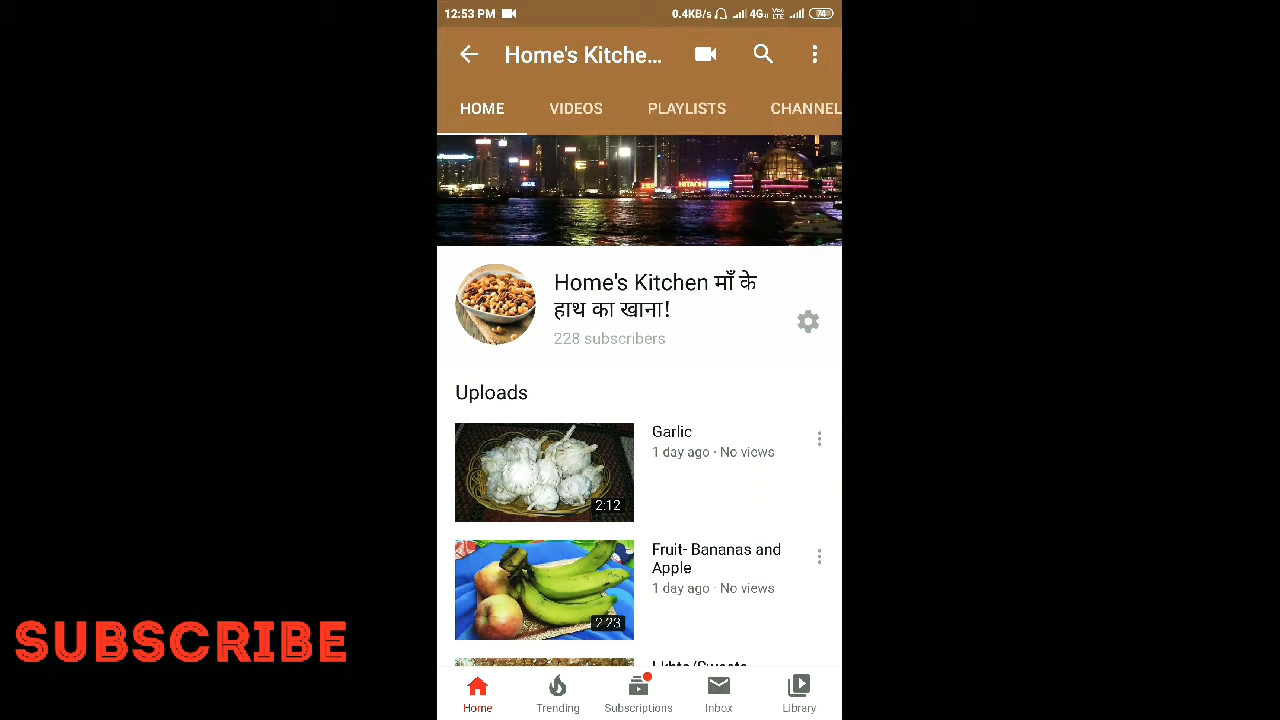 12:53 PM 0.4KB/s 4G VoLTE 74
Home's Kitche...
HOME VIDEOS PLAYLISTS CHANNEL
HITACHI
Home's Kitchen माँ के
हाथ का खाना!
228 subscribers
Uploads
Garlic
1 day ago · No views
2:12
Fruit- Bananas and
Apple
1 day ago · No views
2:23
SUBSCRIBE
Home Trending Subscriptions Inbox Library